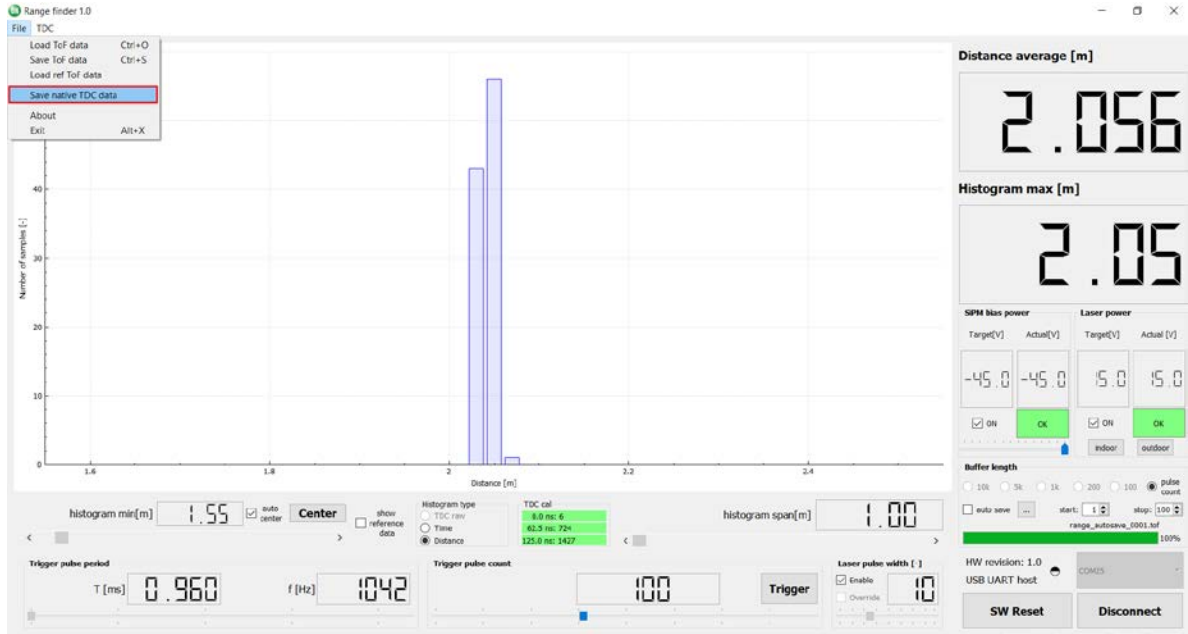 Range finder 1.0
File TDC
Load ToF data Ctrl+O
Save ToF data Ctrl+S
Load ref ToF data
Save native TDC data
About
Exit Alt+X
Number of samples [-]
40
30
20
10
0
1.6 1.8 2 2.2 2.4
Distance [m]
Distance average [m]
2.056
Histogram max [m]
2.05
SiPM bias power Laser power
Target[V] Actual[V] Target[V] Actual [V]
-45.0 -45.0 15.0 15.0
ON OK ON OK
indoor outdoor
Buffer length
10k 5k 1k 200 100 pulse count
auto save ... start: 1 stop: 100
range_autosave_0001.tof
100%
histogram min[m] 1.55 auto center Center show reference data
Histogram type
TDC raw
Time
Distance
TDC cal
8.0 ns: 6
62.5 ns: 724
125.0 ns: 1427
histogram span[m] 1.00
Trigger pulse period
T [ms] 0.960 f [Hz] 1042
Trigger pulse count
100 Trigger
Laser pulse width [-]
Enable
Override
10
HW revision: 1.0
USB UART host
COM25
SW Reset Disconnect